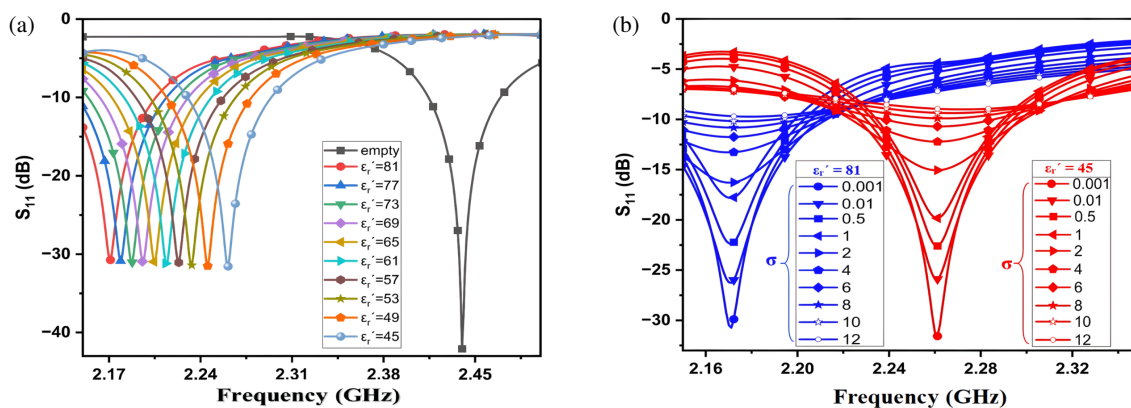 (a)
0
−10
−20
−30
−40
S11 (dB)
2.17
2.24
2.31
2.38
2.45
Frequency (GHz)
empty
εr´=81
εr´=77
εr´=73
εr´=69
εr´=65
εr´=61
εr´=57
εr´=53
εr´=49
εr´=45
(b)
0
−5
−10
−15
−20
−25
−30
S11 (dB)
2.16
2.20
2.24
2.28
2.32
Frequency (GHz)
εr´ = 81
σ
0.001
0.01
0.5
1
2
4
6
8
10
12
εr´ = 45
σ
0.001
0.01
0.5
1
2
4
6
8
10
12